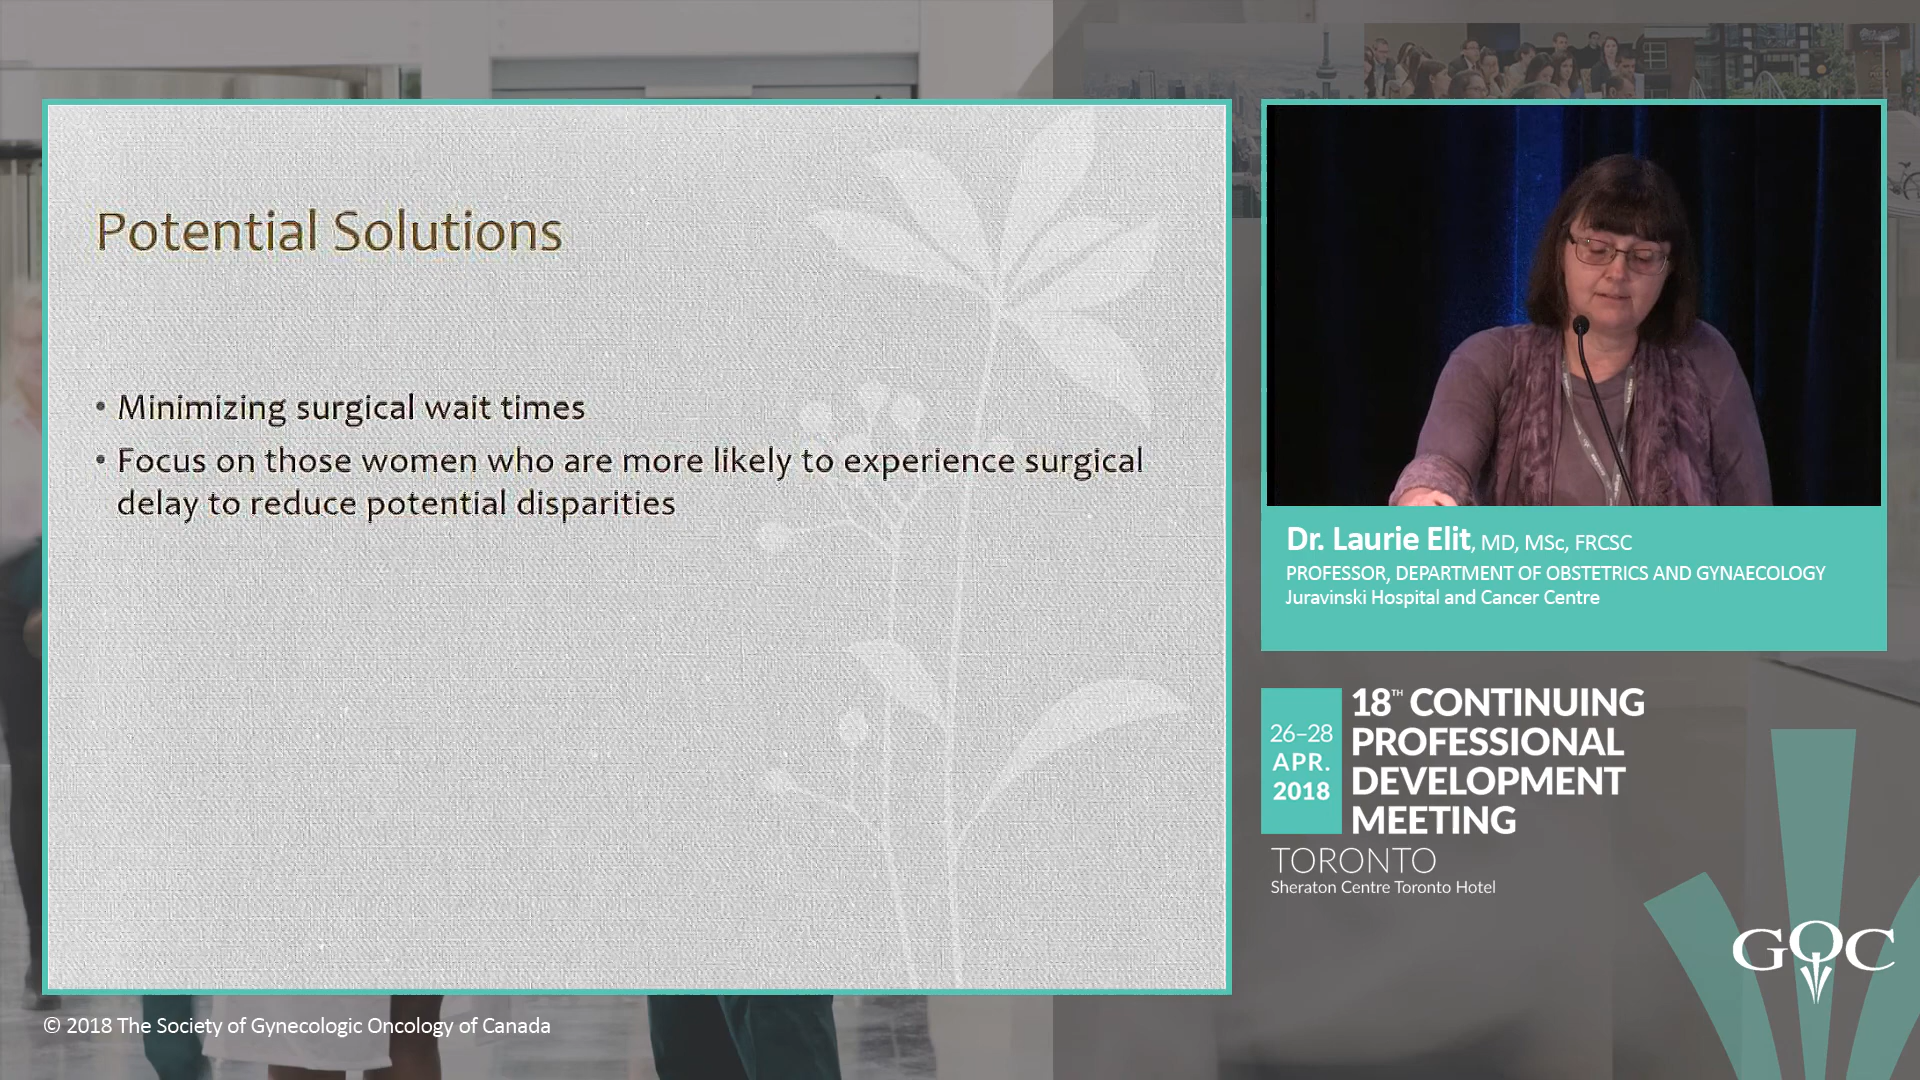 Potential Solutions
• Minimizing surgical wait times
• Focus on those women who are more likely to experience surgical
delay to reduce potential disparities
Dr. Laurie Elit, MD, MSc, FRCSC
PROFESSOR, DEPARTMENT OF OBSTETRICS AND GYNAECOLOGY
Juravinski Hospital and Cancer Centre
26–28
APR.
2018
18TH CONTINUING
PROFESSIONAL
DEVELOPMENT
MEETING
TORONTO
Sheraton Centre Toronto Hotel
GOC
© 2018 The Society of Gynecologic Oncology of Canada